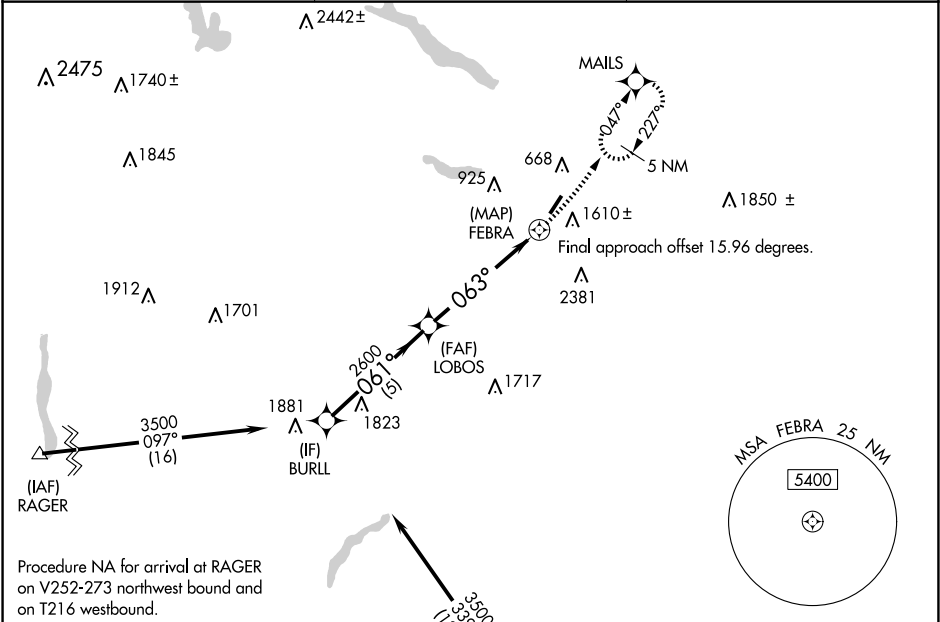 2442±
2475
1740 ±
MAILS
047°
227°
1845
668
5 NM
925
1850 ±
(MAP)
FEBRA
1610 ±
Final approach offset 15.96 degrees.
063°
2381
1912
1701
(FAF)
LOBOS
2600
061°
(5)
1717
1881
1823
3500
097°
(16)
(IF)
BURLL
MSA FEBRA 25 NM
5400
(IAF)
RAGER
Procedure NA for arrival at RAGER
on V252-273 northwest bound and
on T216 westbound.
3500